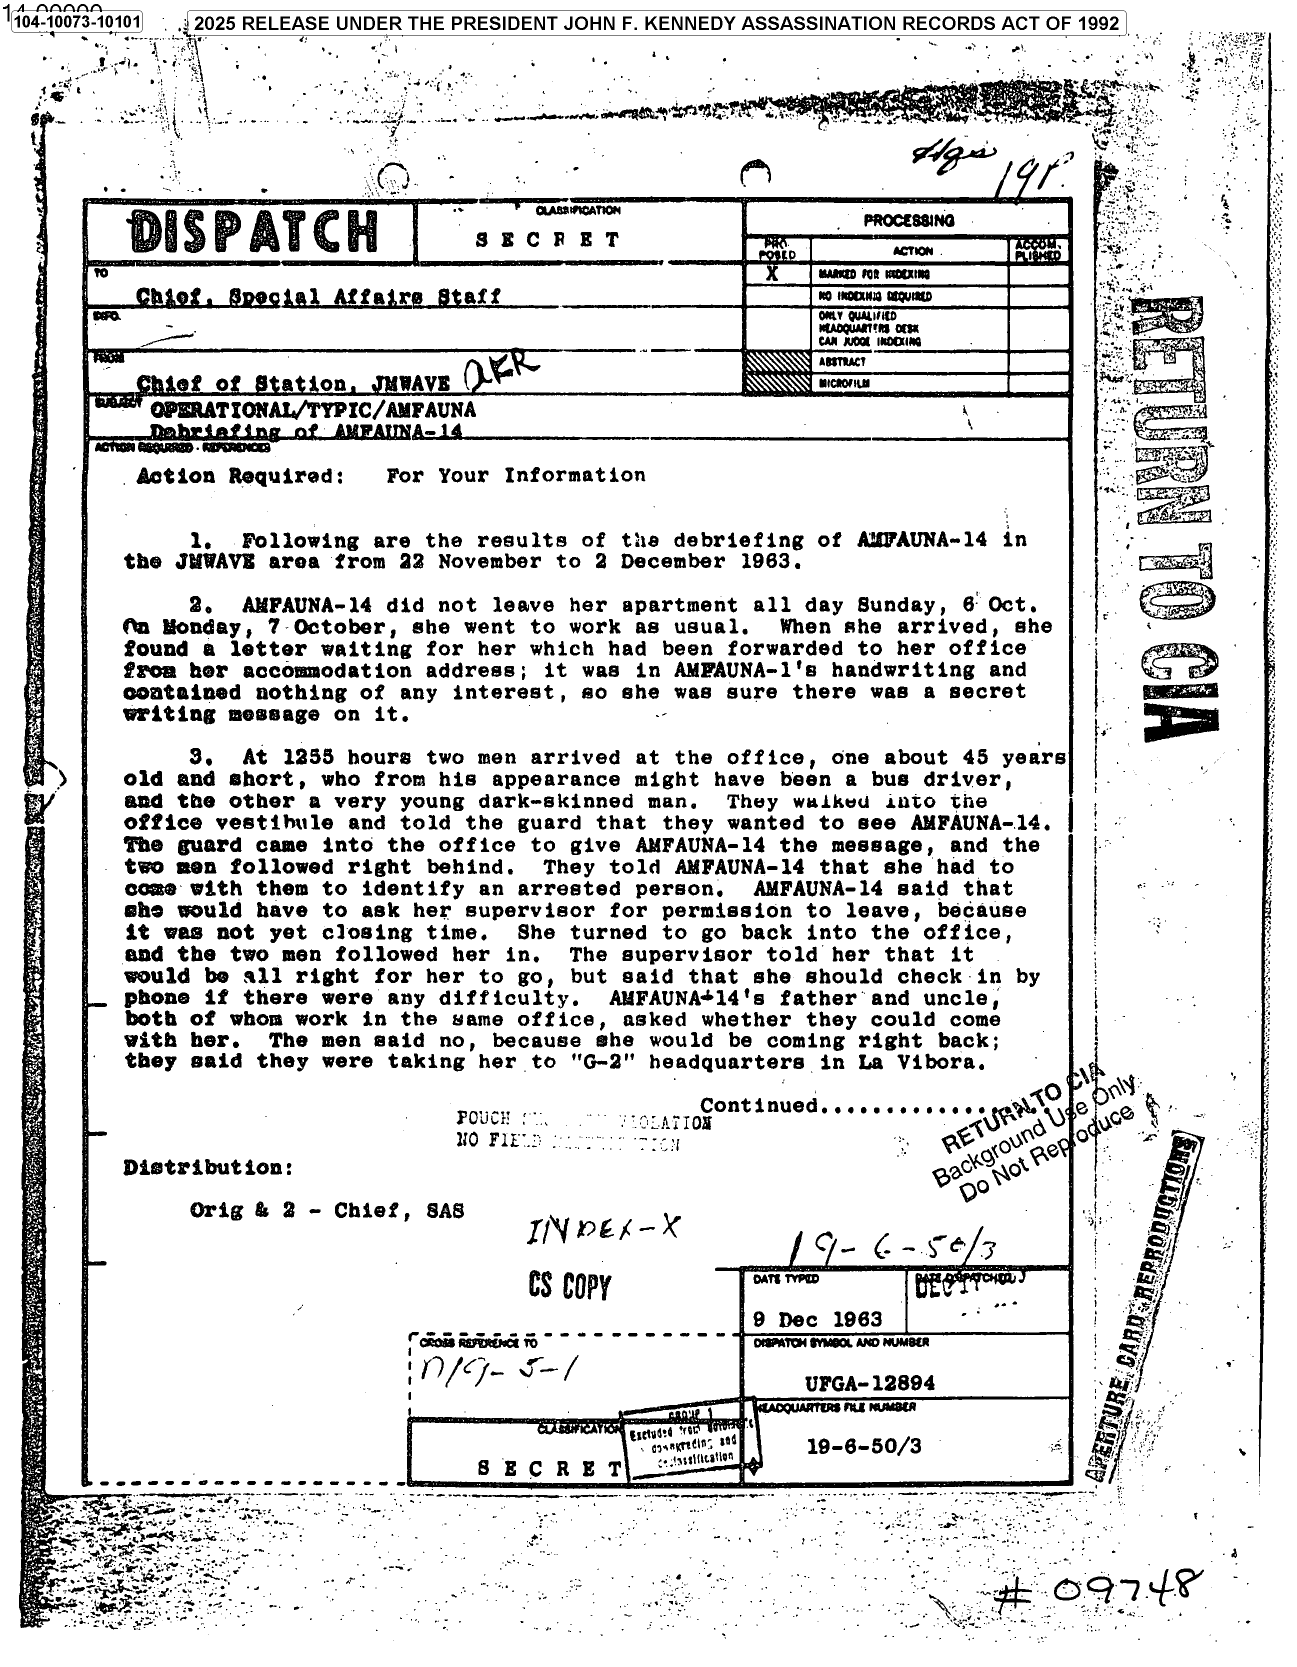 104-10073-10101
2025 RELEASE UNDER THE PRESIDENT JOHN F. KENNEDY ASSASSINATION RECORDS ACT OF 1992
Hqs
DISPATCH
CLASSIFICATION
SECRET
PROCESSING
PRO-POSED
ACTION
ACCOM-PLISHED
TO
Chief, Special Affairs Staff
X
MARKED FOR INDEXING
NO INDEXING REQUIRED
INFO.
ONLY QUALIFIED
HEADQUARTERS DESK
CAN JUDGE INDEXING
FROM
Chief of Station, JMWAVE
ABSTRACT
MICROFILM
SUBJECT
OPERATIONAL/TYPIC/AMFAUNA
Debriefing of AMFAUNA-14
ACTION REQUIRED - REFERENCES
Action Required: For Your Information
1. Following are the results of the debriefing of AMFAUNA-14 in
the JMWAVE area from 22 November to 2 December 1963.
2. AMFAUNA-14 did not leave her apartment all day Sunday, 6 Oct.
On Monday, 7 October, she went to work as usual. When she arrived, she
found a letter waiting for her which had been forwarded to her office
from her accommodation address; it was in AMFAUNA-1's handwriting and
contained nothing of any interest, so she was sure there was a secret
writing message on it.
3. At 1255 hours two men arrived at the office, one about 45 years
old and short, who from his appearance might have been a bus driver,
and the other a very young dark-skinned man. They walked into the
office vestibule and told the guard that they wanted to see AMFAUNA-14.
The guard came into the office to give AMFAUNA-14 the message, and the
two men followed right behind. They told AMFAUNA-14 that she had to
come with them to identify an arrested person. AMFAUNA-14 said that
she would have to ask her supervisor for permission to leave, because
it was not yet closing time. She turned to go back into the office,
and the two men followed her in. The supervisor told her that it
would be all right for her to go, but said that she should check in by
phone if there were any difficulty. AMFAUNA-14's father and uncle,
both of whom work in the same office, asked whether they could come
with her. The men said no, because she would be coming right back;
they said they were taking her to "G-2" headquarters in La Vibora.
Continued
POUCH VIOLATION
NO
RETURN TO CIA
Background Use Only
Do Not Reproduce
Distribution:
Orig & 2 - Chief, SAS
INDEX-X
19-6-50/3
CS COPY
DATE TYPED
9 Dec 1963
DATE DISPATCHED
CROSS REFERENCE TO
DISPATCH SYMBOL AND NUMBER
UFGA-12894
CLASSIFICATION
SECRET
GROUP 1
Excluded from automatic
downgrading and
declassification
HEADQUARTERS FILE NUMBER
19-6-50/3
RETURN TO CIA
APERTURE CARD REPRODUCTIONS
# 09748